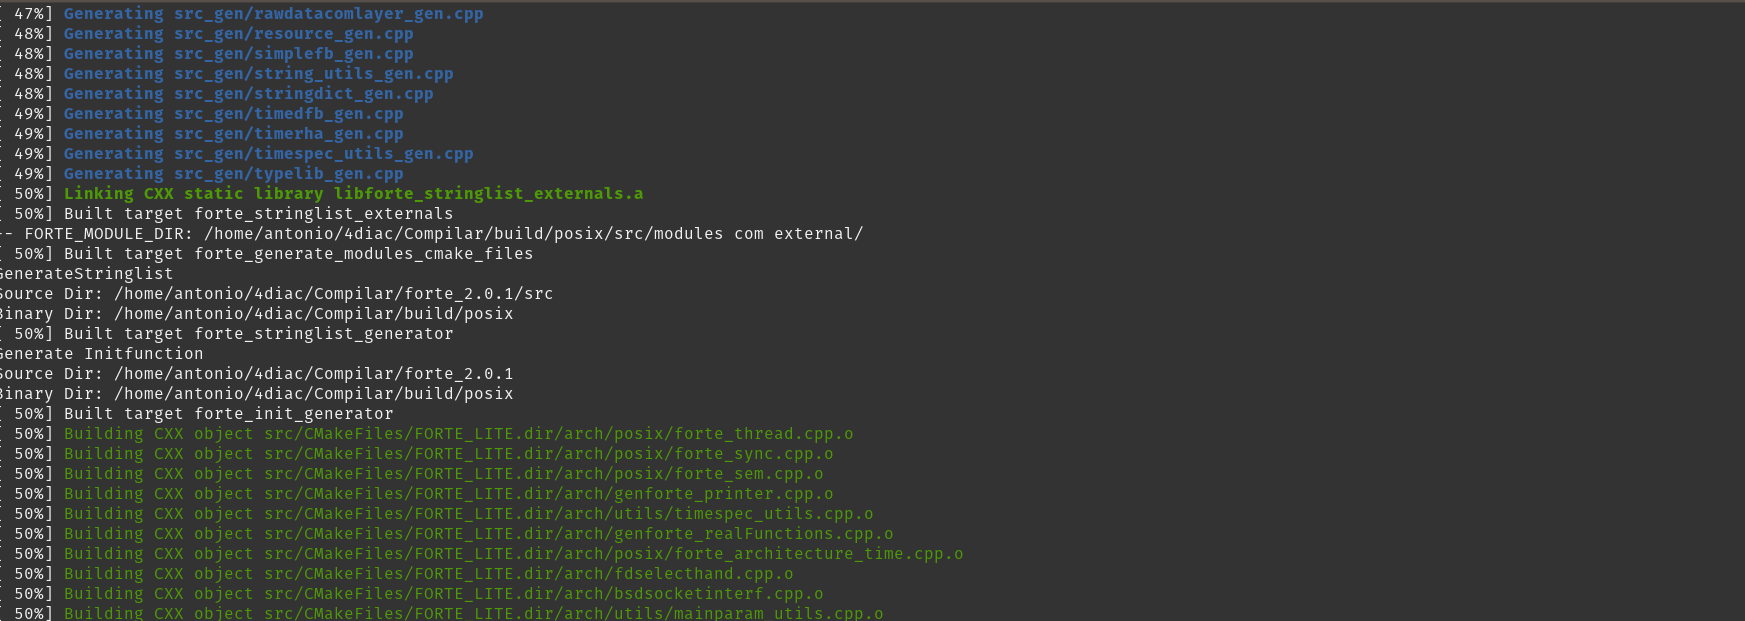 [ 47%] Generating src_gen/rawdatacomlayer_gen.cpp
[ 48%] Generating src_gen/resource_gen.cpp
[ 48%] Generating src_gen/simplefb_gen.cpp
[ 48%] Generating src_gen/string_utils_gen.cpp
[ 48%] Generating src_gen/stringdict_gen.cpp
[ 49%] Generating src_gen/timedfb_gen.cpp
[ 49%] Generating src_gen/timerha_gen.cpp
[ 49%] Generating src_gen/timespec_utils_gen.cpp
[ 49%] Generating src_gen/typelib_gen.cpp
[ 50%] Linking CXX static library libforte_stringlist_externals.a
[ 50%] Built target forte_stringlist_externals
-- FORTE_MODULE_DIR: /home/antonio/4diac/Compilar/build/posix/src/modules com external/
[ 50%] Built target forte_generate_modules_cmake_files
GenerateStringlist
Source Dir: /home/antonio/4diac/Compilar/forte_2.0.1/src
Binary Dir: /home/antonio/4diac/Compilar/build/posix
[ 50%] Built target forte_stringlist_generator
Generate Initfunction
Source Dir: /home/antonio/4diac/Compilar/forte_2.0.1
Binary Dir: /home/antonio/4diac/Compilar/build/posix
[ 50%] Built target forte_init_generator
[ 50%] Building CXX object src/CMakeFiles/FORTE_LITE.dir/arch/posix/forte_thread.cpp.o
[ 50%] Building CXX object src/CMakeFiles/FORTE_LITE.dir/arch/posix/forte_sync.cpp.o
[ 50%] Building CXX object src/CMakeFiles/FORTE_LITE.dir/arch/posix/forte_sem.cpp.o
[ 50%] Building CXX object src/CMakeFiles/FORTE_LITE.dir/arch/genforte_printer.cpp.o
[ 50%] Building CXX object src/CMakeFiles/FORTE_LITE.dir/arch/utils/timespec_utils.cpp.o
[ 50%] Building CXX object src/CMakeFiles/FORTE_LITE.dir/arch/genforte_realFunctions.cpp.o
[ 50%] Building CXX object src/CMakeFiles/FORTE_LITE.dir/arch/posix/forte_architecture_time.cpp.o
[ 50%] Building CXX object src/CMakeFiles/FORTE_LITE.dir/arch/fdselecthand.cpp.o
[ 50%] Building CXX object src/CMakeFiles/FORTE_LITE.dir/arch/bsdsocketinterf.cpp.o
[ 50%] Building CXX object src/CMakeFiles/FORTE_LITE.dir/arch/utils/mainparam_utils.cpp.o